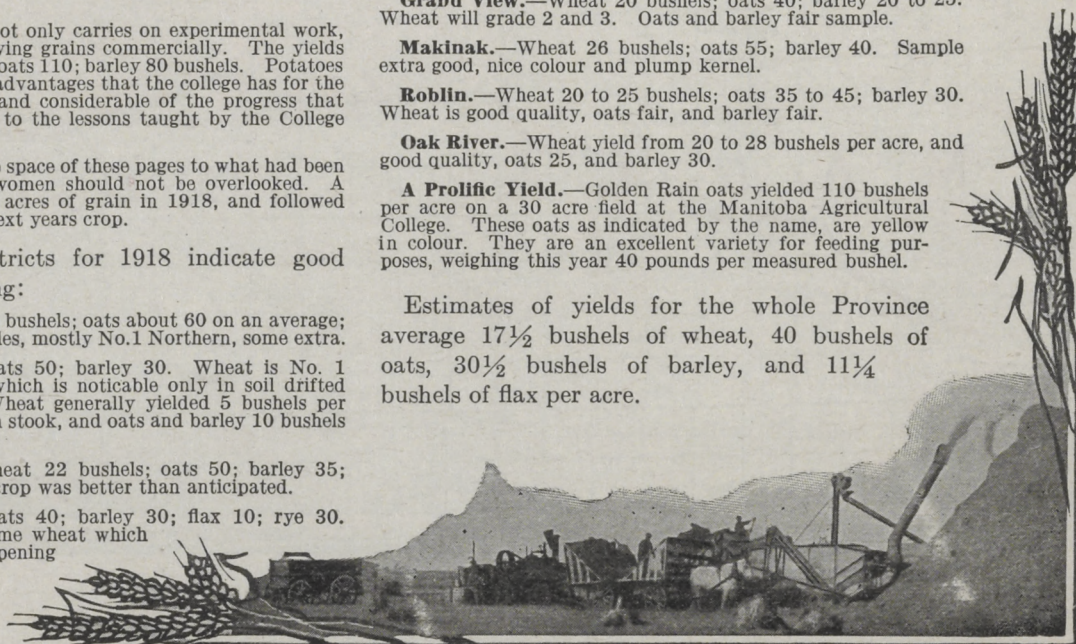 ot only carries on experimental work,
ving grains commercially. The yields
oats 110; barley 80 bushels. Potatoes
advantages that the college has for the
and considerable of the progress that
to the lessons taught by the College
space of these pages to what had been
women should not be overlooked. A
acres of grain in 1918, and followed
ext years crop.
tricts for 1918 indicate good
ng:
bushels; oats about 60 on an average;
les, mostly No.1 Northern, some extra.
ats 50; barley 30. Wheat is No. 1
which is noticable only in soil drifted
Wheat generally yielded 5 bushels per
stook, and oats and barley 10 bushels
heat 22 bushels; oats 50; barley 35;
crop was better than anticipated.
ats 40; barley 30; flax 10; rye 30.
me wheat which
pening
Grand View.—Wheat 20 bushels; oats 40; barley 20 to 25.
Wheat will grade 2 and 3. Oats and barley fair sample.
Makinak.—Wheat 26 bushels; oats 55; barley 40. Sample
extra good, nice colour and plump kernel.
Roblin.—Wheat 20 to 25 bushels; oats 35 to 45; barley 30.
Wheat is good quality, oats fair, and barley fair.
Oak River.—Wheat yield from 20 to 28 bushels per acre, and
good quality, oats 25, and barley 30.
A Prolific Yield.—Golden Rain oats yielded 110 bushels
per acre on a 30 acre field at the Manitoba Agricultural
College. These oats as indicated by the name, are yellow
in colour. They are an excellent variety for feeding pur-
poses, weighing this year 40 pounds per measured bushel.
Estimates of yields for the whole Province
average 17½ bushels of wheat, 40 bushels of
oats, 30½ bushels of barley, and 11¼
bushels of flax per acre.